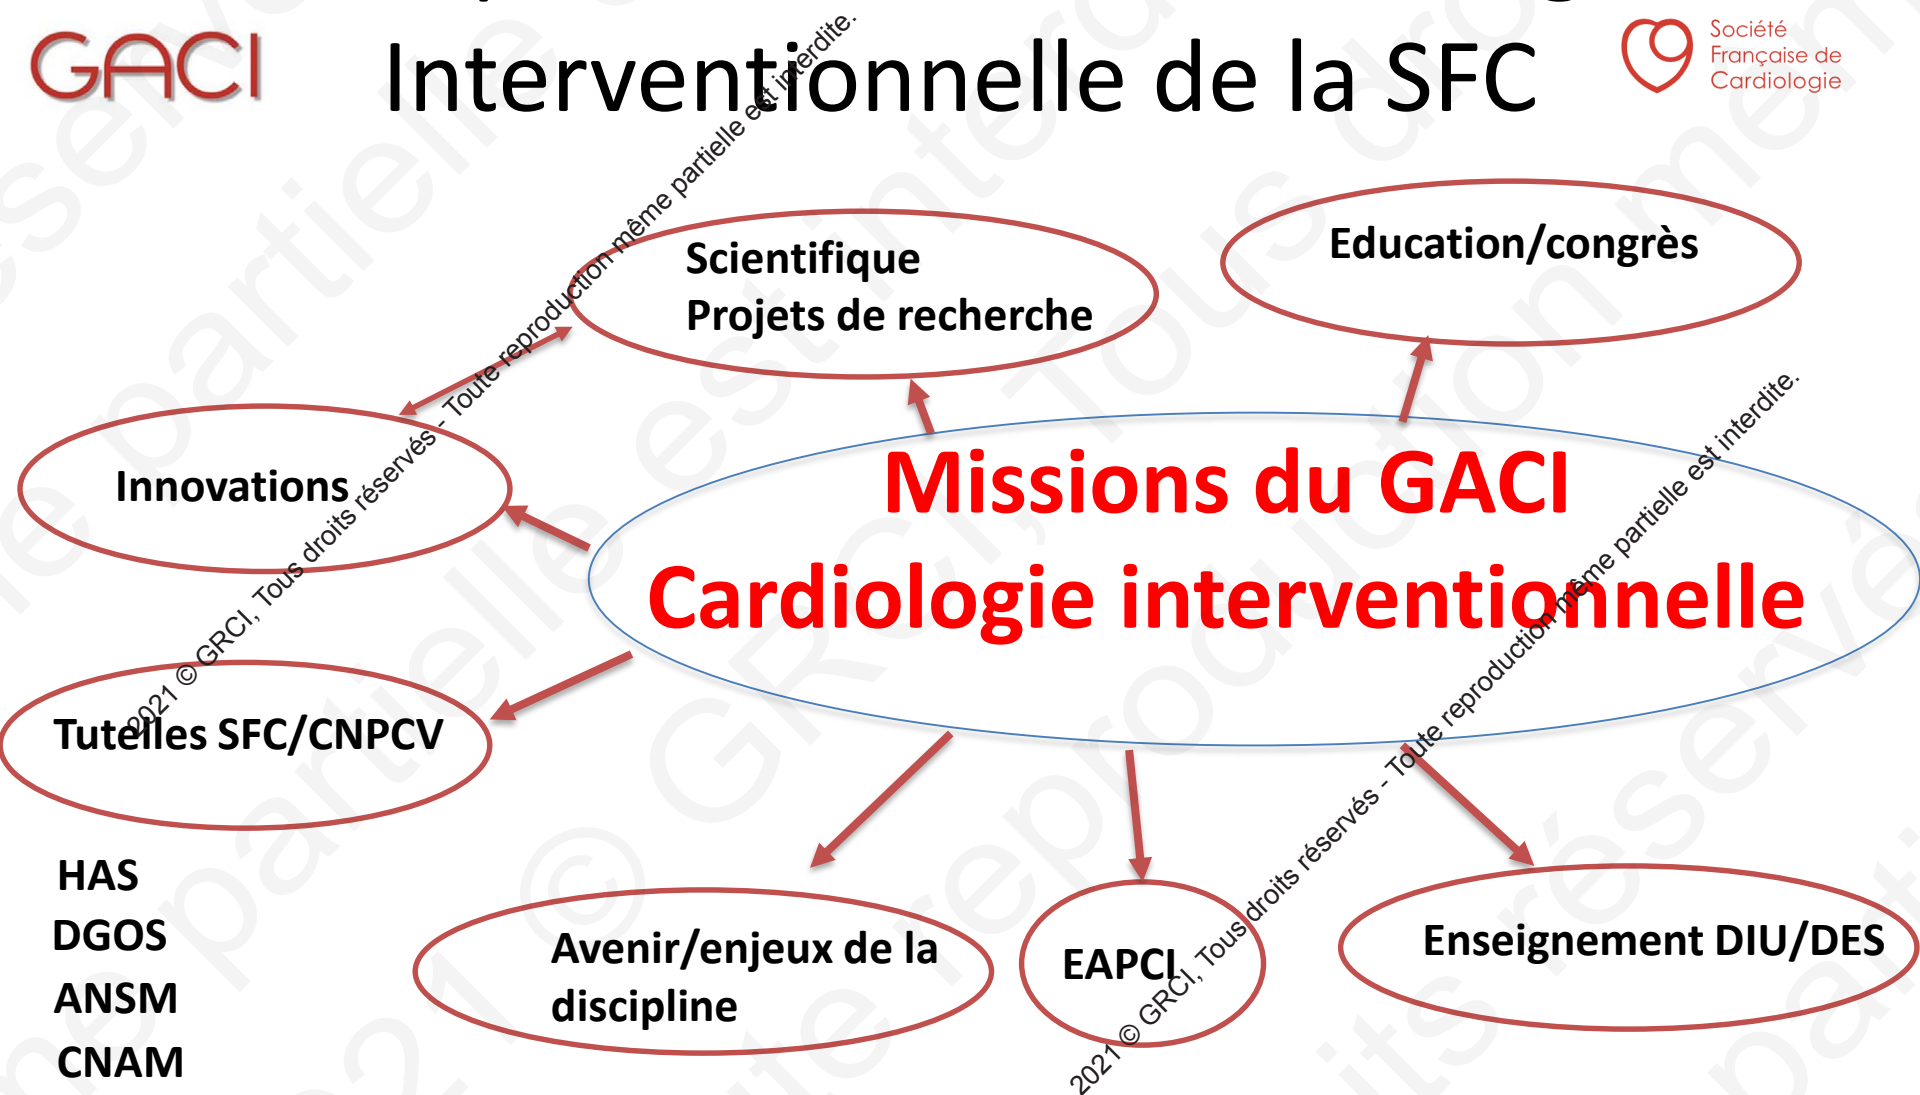 GACI
Interventionnelle de la SFC
Société
Française de
Cardiologie
Scientifique
Projets de recherche
Education/congrès
Innovations
Missions du GACI
Cardiologie interventionnelle
Tutelles SFC/CNPCV
HAS
DGOS
ANSM
CNAM
Avenir/enjeux de la
discipline
EAPCI
Enseignement DIU/DES
2021 © GRCI, Tous droits réservés - Toute reproduction même partielle est interdite.
2021 © GRCI, Tous droits réservés - Toute reproduction même partielle est interdite.